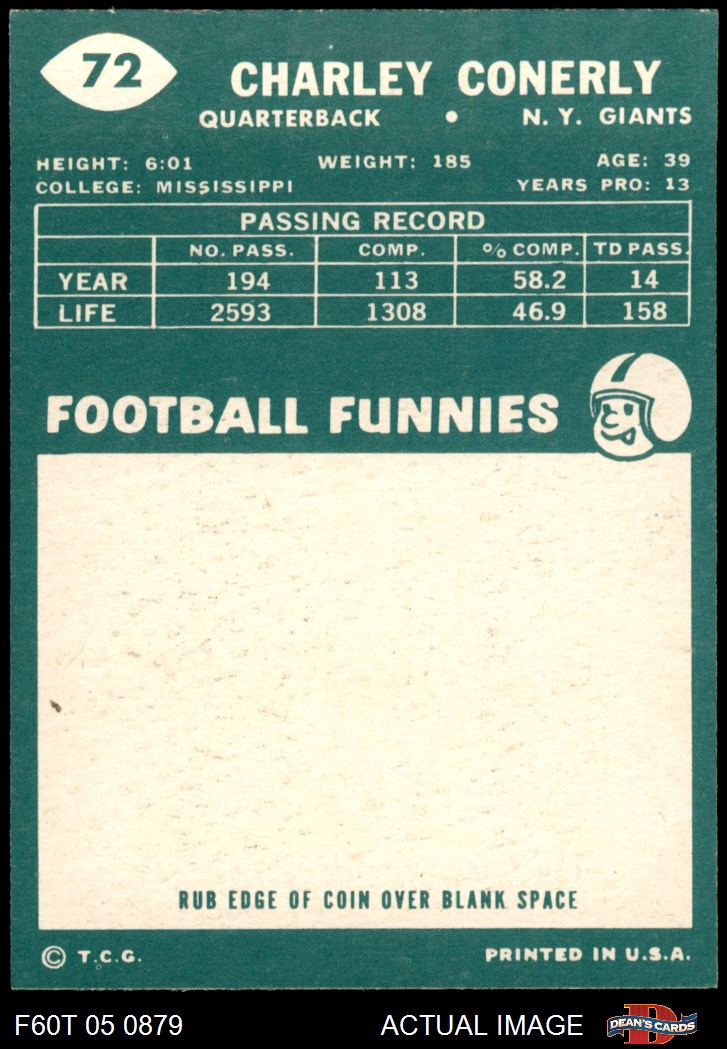 72
CHARLEY CONERLY
QUARTERBACK • N. Y. GIANTS
HEIGHT: 6:01 WEIGHT: 185 AGE: 39
COLLEGE: MISSISSIPPI YEARS PRO: 13
PASSING RECORD
NO. PASS. COMP. % COMP. TD PASS.
YEAR 194 113 58.2 14
LIFE 2593 1308 46.9 158
FOOTBALL FUNNIES
RUB EDGE OF COIN OVER BLANK SPACE
© T.C.G. PRINTED IN U.S.A.
F60T 05 0879 ACTUAL IMAGE D DEAN'S CARDS